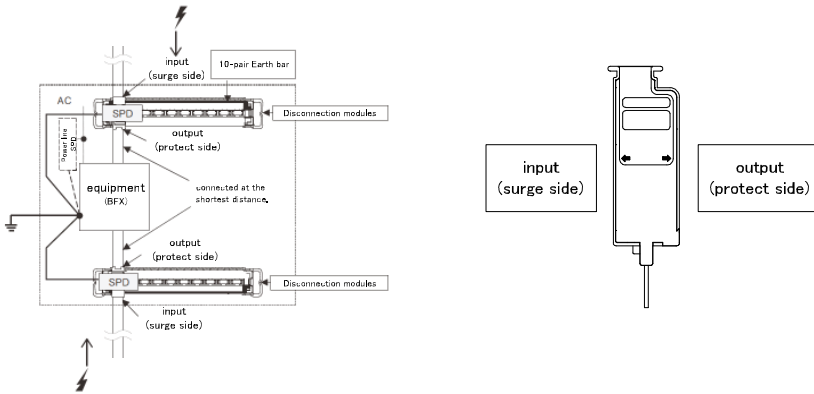 input
(surge side)
10-pair Earth bar
AC
SPD
Disconnection modules
output
(protect side)
Power line
SPD
equipment
(BFX)
connected at the
shortest distance.
output
(protect side)
SPD
Disconnection modules
input
(surge side)
input
(surge side)
output
(protect side)